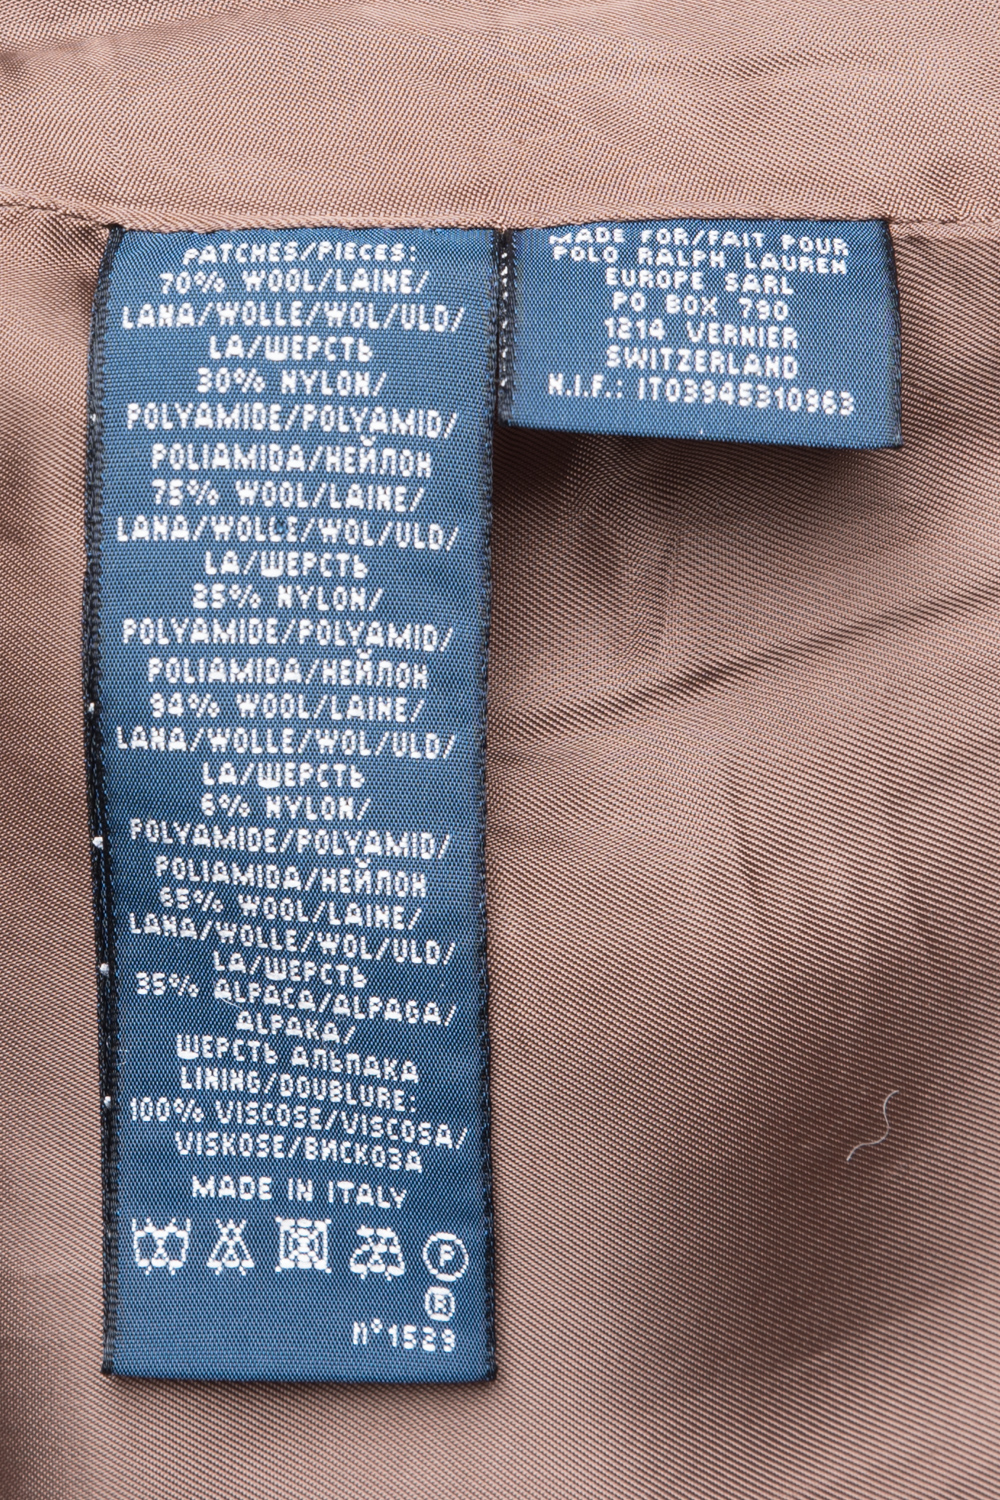 PATCHES/PIECES:
70% WOOL/LAINE/
LANA/WOLLE/WOL/ULD/
LA/ШЕРСТЬ
30% NYLON/
POLYAMIDE/POLYAMID/
POLIAMIDA/НЕЙЛОН
75% WOOL/LAINE/
LANA/WOLLE/WOL/ULD/
LA/ШЕРСТЬ
25% NYLON/
POLYAMIDE/POLYAMID/
POLIAMIDA/НЕЙЛОН
94% WOOL/LAINE/
LANA/WOLLE/WOL/ULD/
LA/ШЕРСТЬ
6% NYLON/
POLYAMIDE/POLYAMID/
POLIAMIDA/НЕЙЛОН
65% WOOL/LAINE/
LANA/WOLLE/WOL/ULD/
LA/ШЕРСТЬ
35% ALPACA/ALPAGA/
ALPAKA/
ШЕРСТЬ АЛЬПАКА
LINING/DOUBLURE:
100% VISCOSE/VISCOSA/
VISKOSE/ВИСКОЗА
MADE IN ITALY
P
R
n°1529
MADE FOR/FAIT POUR
POLO RALPH LAUREN
EUROPE SARL
PO BOX 790
1214 VERNIER
SWITZERLAND
N.I.F.: IT03945310963